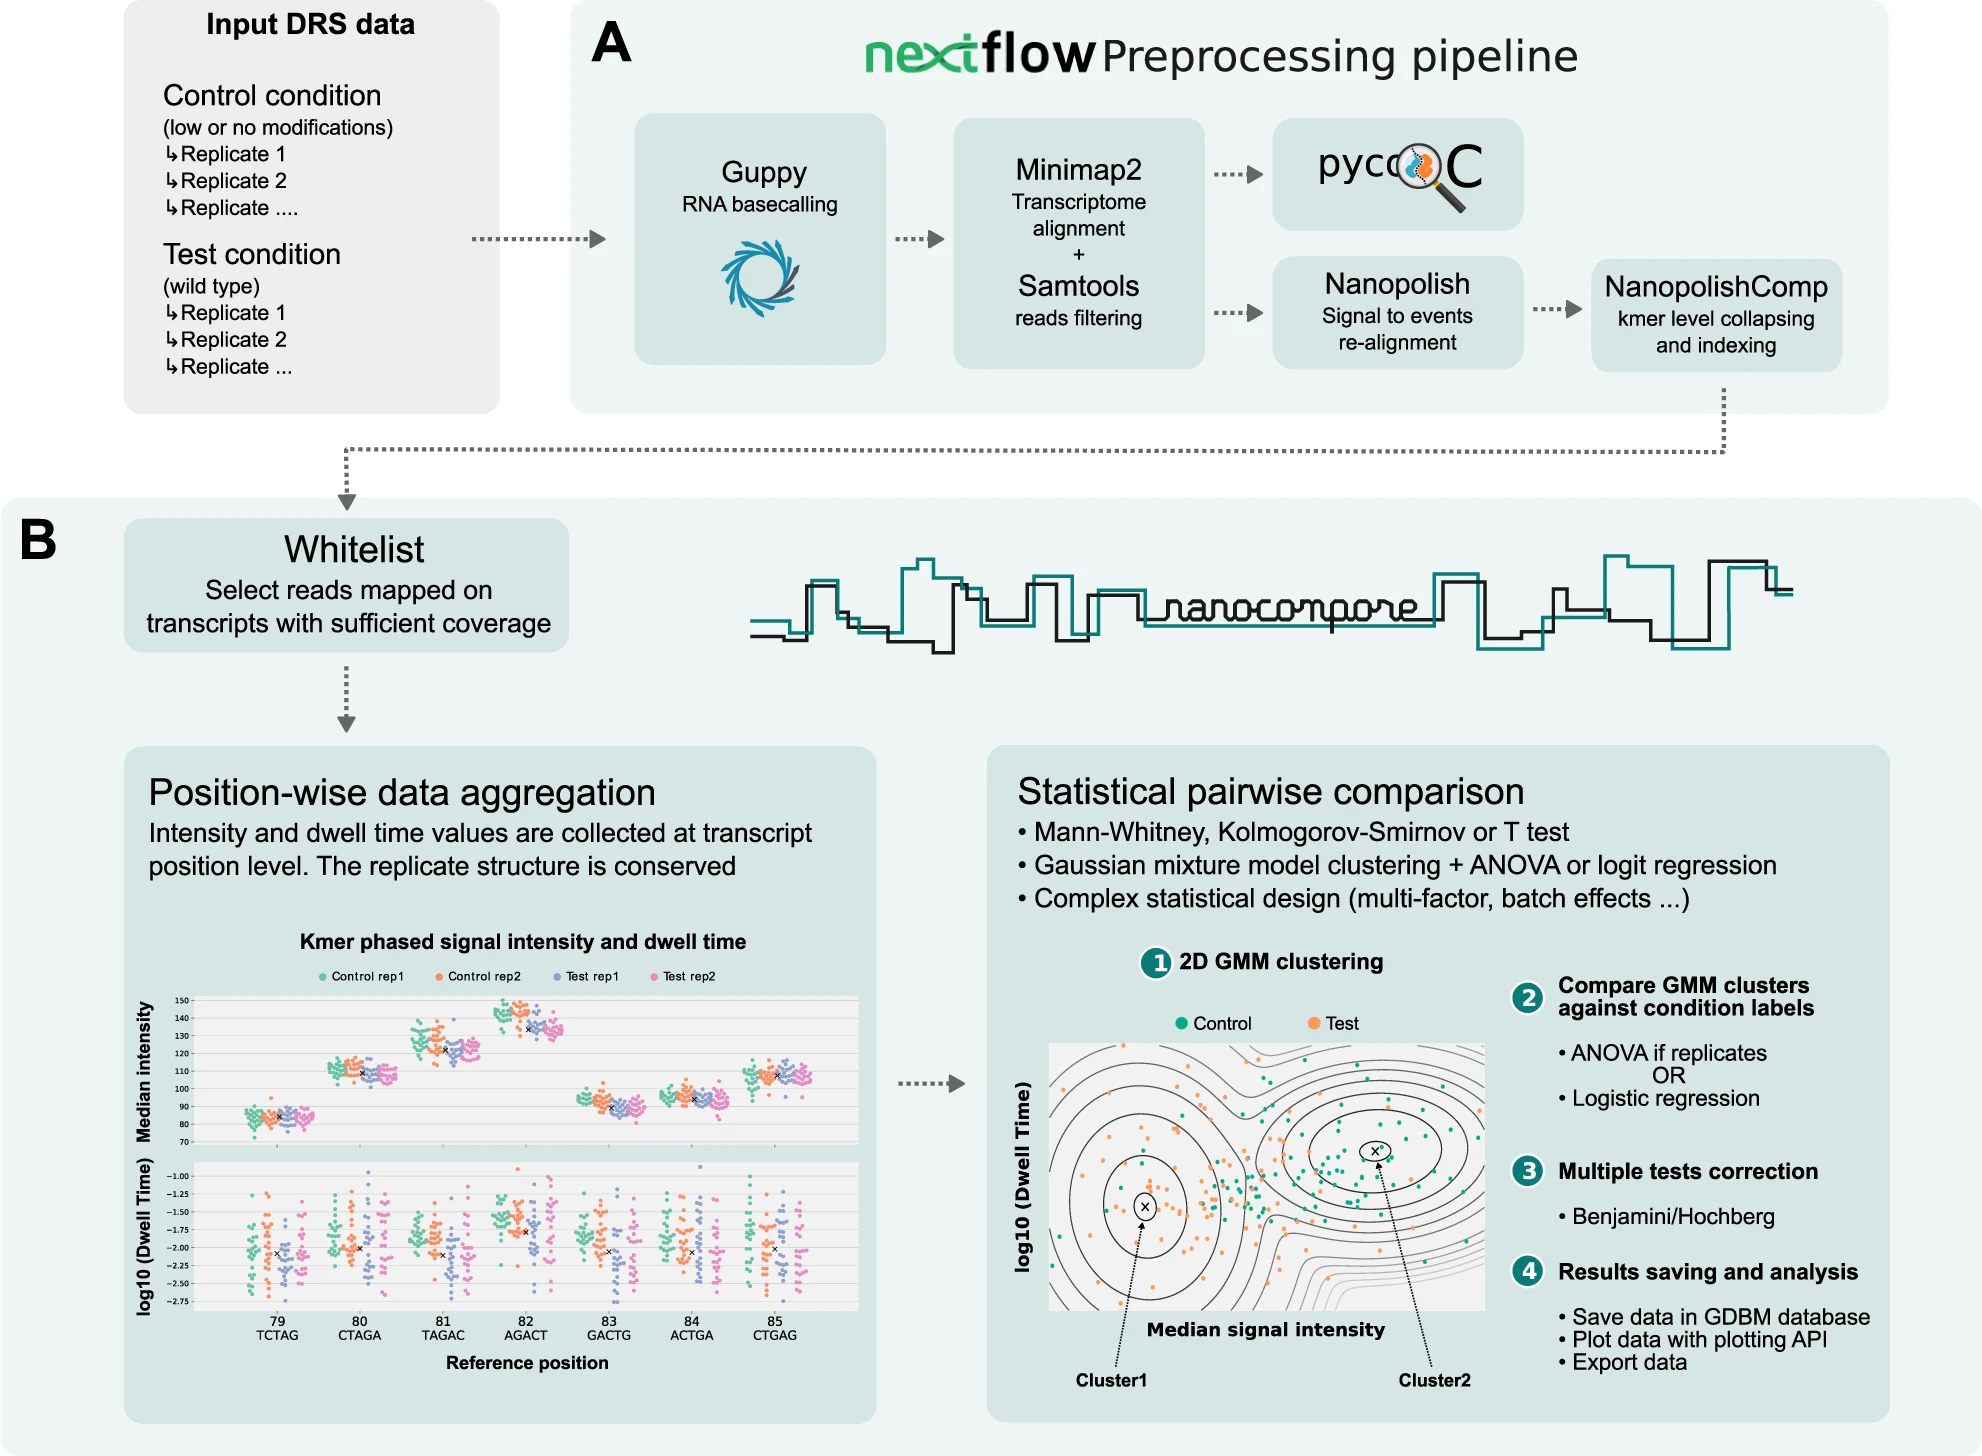 Input DRS data
Control condition
(low or no modifications)
↳Replicate 1
↳Replicate 2
↳Replicate ....
Test condition
(wild type)
↳Replicate 1
↳Replicate 2
↳Replicate ...
A
nextflow Preprocessing pipeline
Guppy
RNA basecalling
Minimap2
Transcriptome
alignment
+
Samtools
reads filtering
pyco C
Nanopolish
Signal to events
re-alignment
NanopolishComp
kmer level collapsing
and indexing
B
Whitelist
Select reads mapped on
transcripts with sufficient coverage
nanocompore
Position-wise data aggregation
Intensity and dwell time values are collected at transcript
position level. The replicate structure is conserved
Kmer phased signal intensity and dwell time
Control rep1 Control rep2 Test rep1 Test rep2
Median intensity
150
140
130
120
110
100
90
80
70
log10 (Dwell Time)
−1.00
−1.25
−1.50
−1.75
−2.00
−2.25
−2.50
−2.75
79 80 81 82 83 84 85
TCTAG CTAGA TAGAC AGACT GACTG ACTGA CTGAG
Reference position
Statistical pairwise comparison
• Mann-Whitney, Kolmogorov-Smirnov or T test
• Gaussian mixture model clustering + ANOVA or logit regression
• Complex statistical design (multi-factor, batch effects ...)
1 2D GMM clustering
Control Test
log10 (Dwell Time)
Median signal intensity
Cluster1 Cluster2
2 Compare GMM clusters
against condition labels
• ANOVA if replicates
OR
• Logistic regression
3 Multiple tests correction
• Benjamini/Hochberg
4 Results saving and analysis
• Save data in GDBM database
• Plot data with plotting API
• Export data